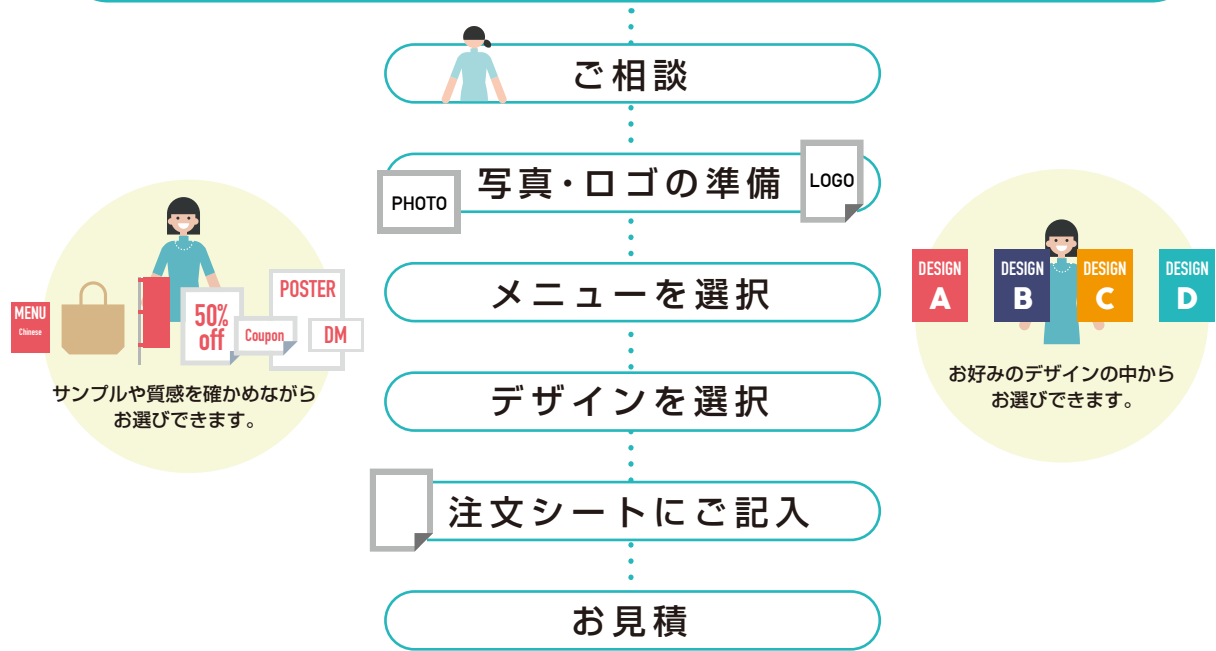 ご相談
写真・ロゴの準備
PHOTO
LOGO
メニューを選択
MENU
Chinese
50%
off
Coupon
POSTER
DM
サンプルや質感を確かめながら
お選びできます。
デザインを選択
DESIGN
A
DESIGN
B
DESIGN
C
DESIGN
D
お好みのデザインの中から
お選びできます。
注文シートにご記入
お見積